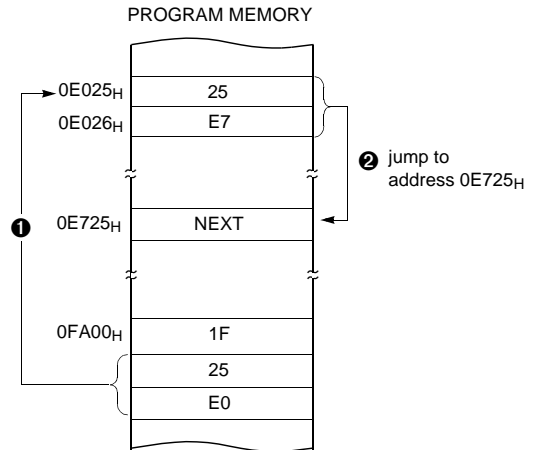 PROGRAM MEMORY
0E025H 25
0E026H E7
❷ jump to
address 0E725H
❶ 0E725H NEXT
0FA00H 1F
25
E0